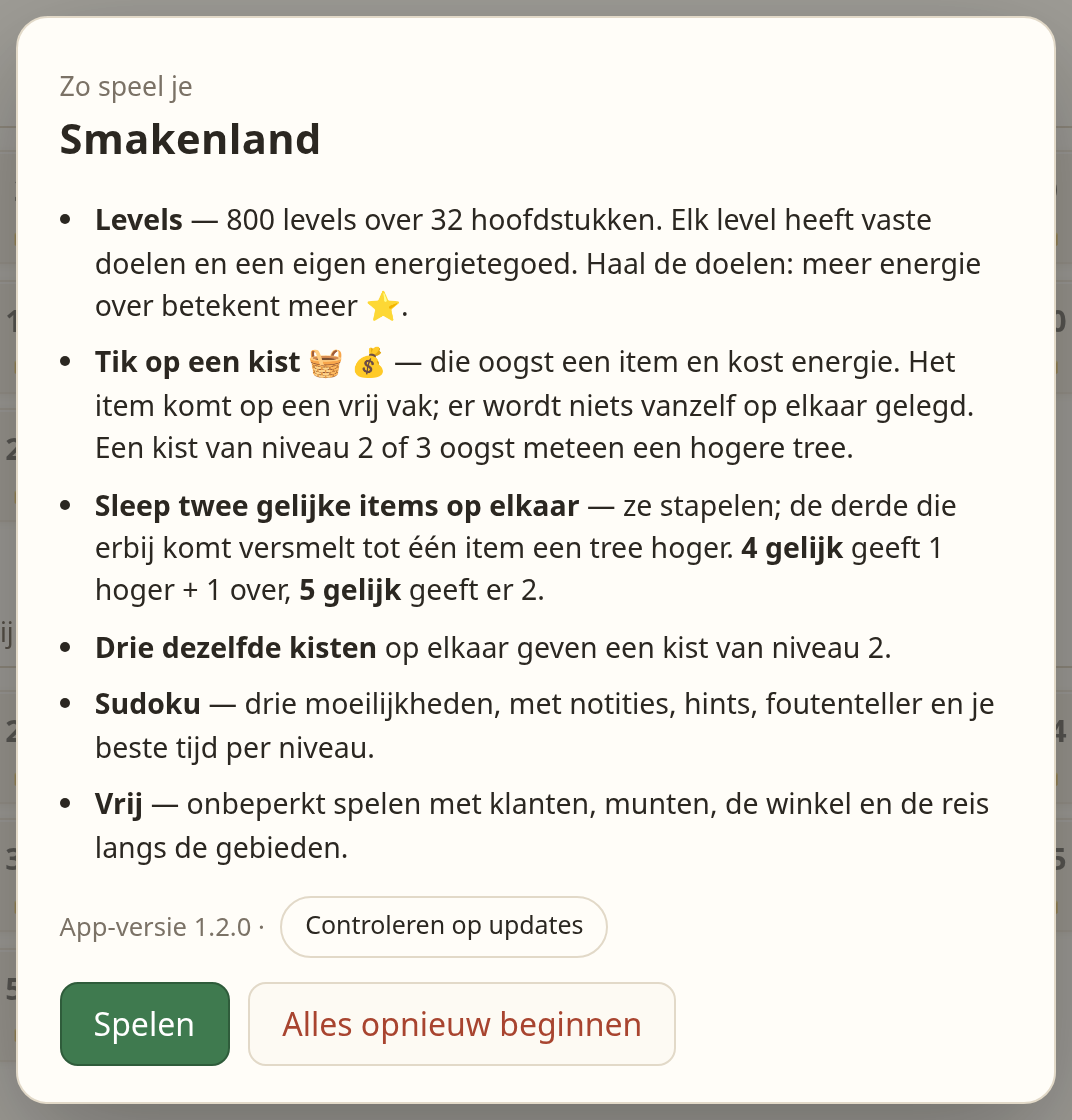 Zo speel je
Smakenland
• Levels — 800 levels over 32 hoofdstukken. Elk level heeft vaste
doelen en een eigen energietegoed. Haal de doelen: meer energie
over betekent meer ⭐.
• Tik op een kist 🧺 💰 — die oogst een item en kost energie. Het
item komt op een vrij vak; er wordt niets vanzelf op elkaar gelegd.
Een kist van niveau 2 of 3 oogst meteen een hogere tree.
• Sleep twee gelijke items op elkaar — ze stapelen; de derde die
erbij komt versmelt tot één item een tree hoger. 4 gelijk geeft 1
hoger + 1 over, 5 gelijk geeft er 2.
• Drie dezelfde kisten op elkaar geven een kist van niveau 2.
• Sudoku — drie moeilijkheden, met notities, hints, foutenteller en je
beste tijd per niveau.
• Vrij — onbeperkt spelen met klanten, munten, de winkel en de reis
langs de gebieden.
App-versie 1.2.0 · Controleren op updates
Spelen Alles opnieuw beginnen